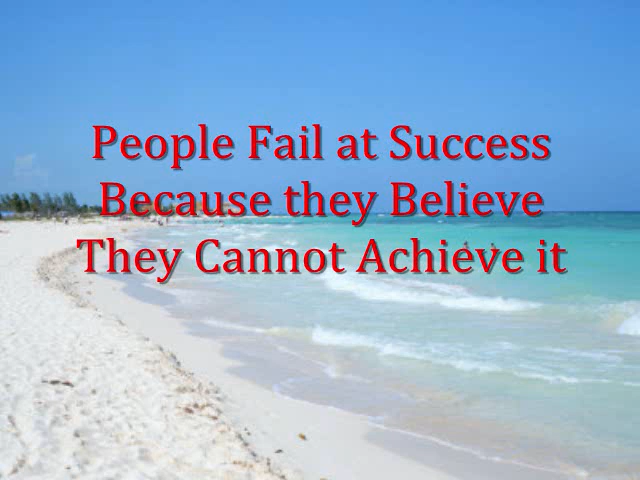 People Fail at Success
Because they Believe
They Cannot Achieve it